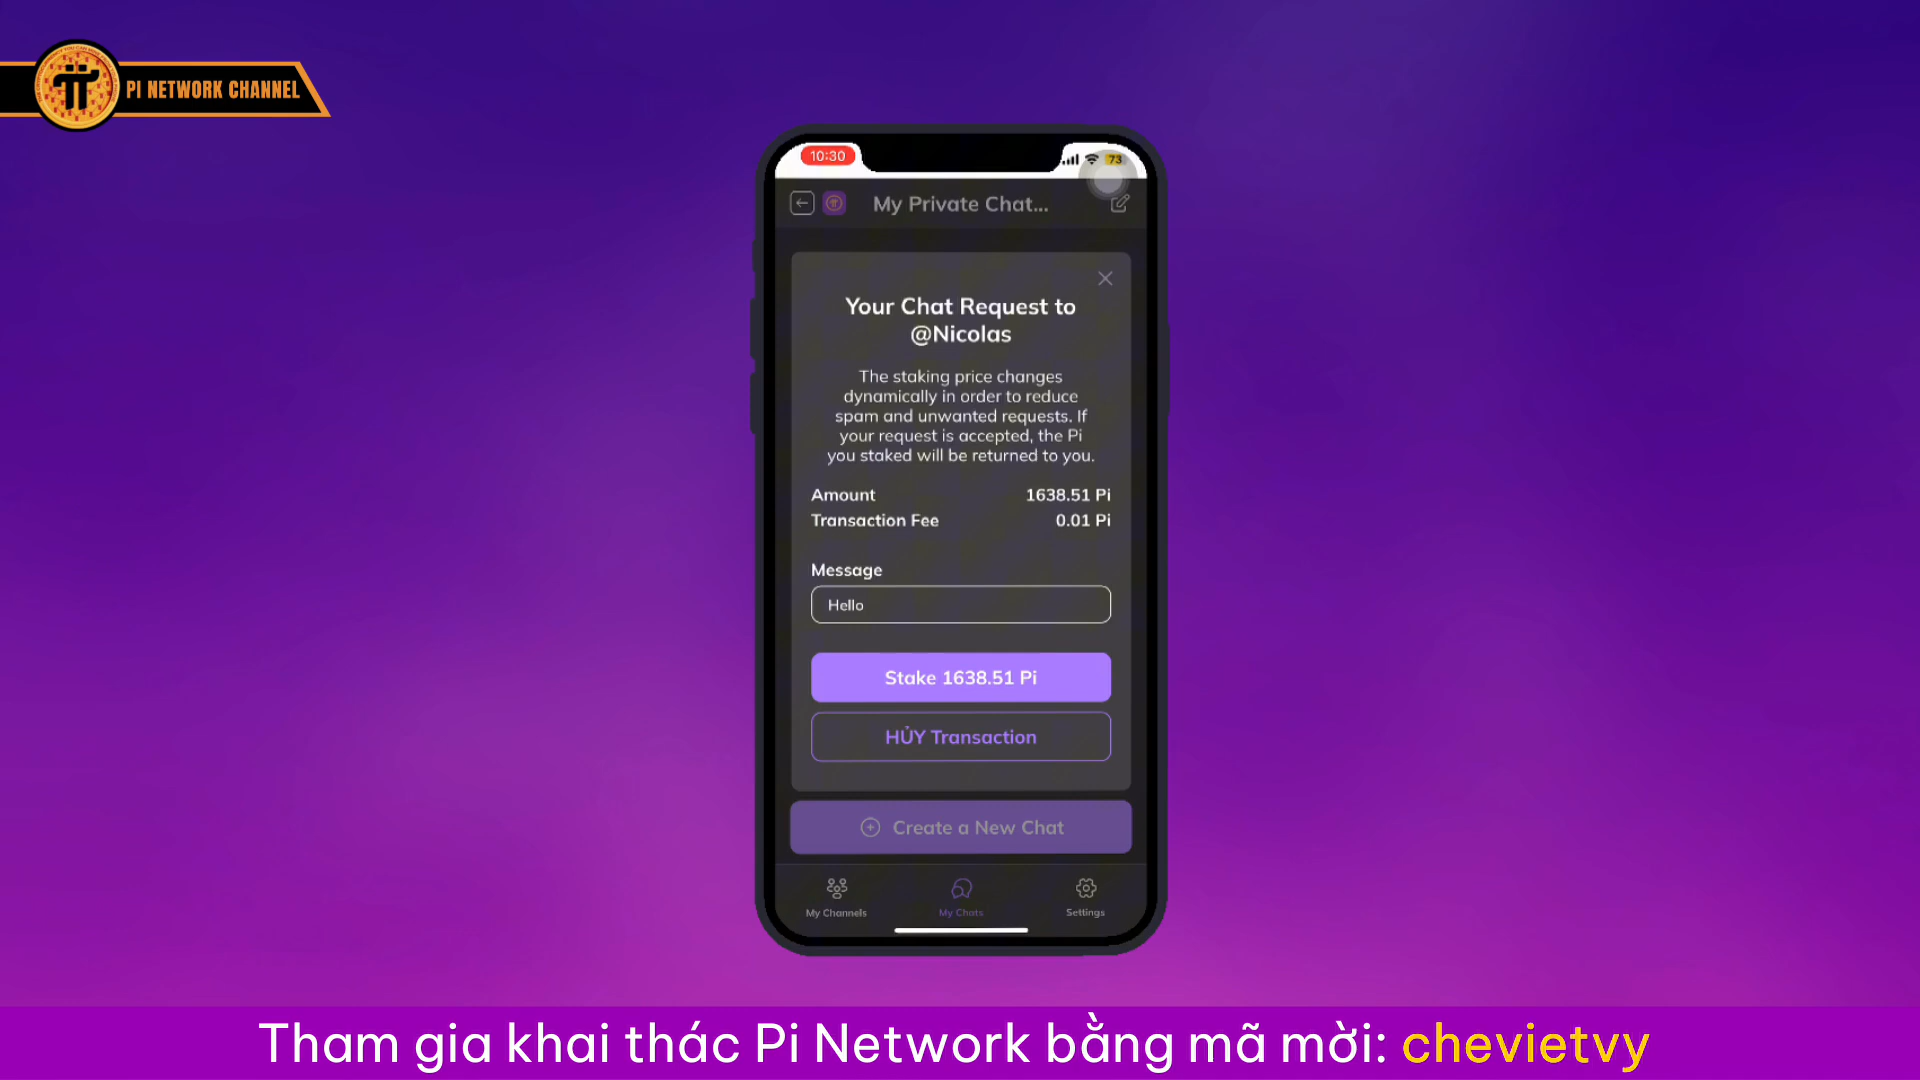 PI NETWORK CHANNEL
10:30
73
My Private Chat...
Your Chat Request to
@Nicolas
The staking price changes
dynamically in order to reduce
spam and unwanted requests. If
your request is accepted, the Pi
you staked will be returned to you.
Amount 1638.51 Pi
Transaction Fee 0.01 Pi
Message
Hello
Stake 1638.51 Pi
HỦY Transaction
Create a New Chat
My Channels My Chats Settings
Tham gia khai thác Pi Network bằng mã mời: chevietvy